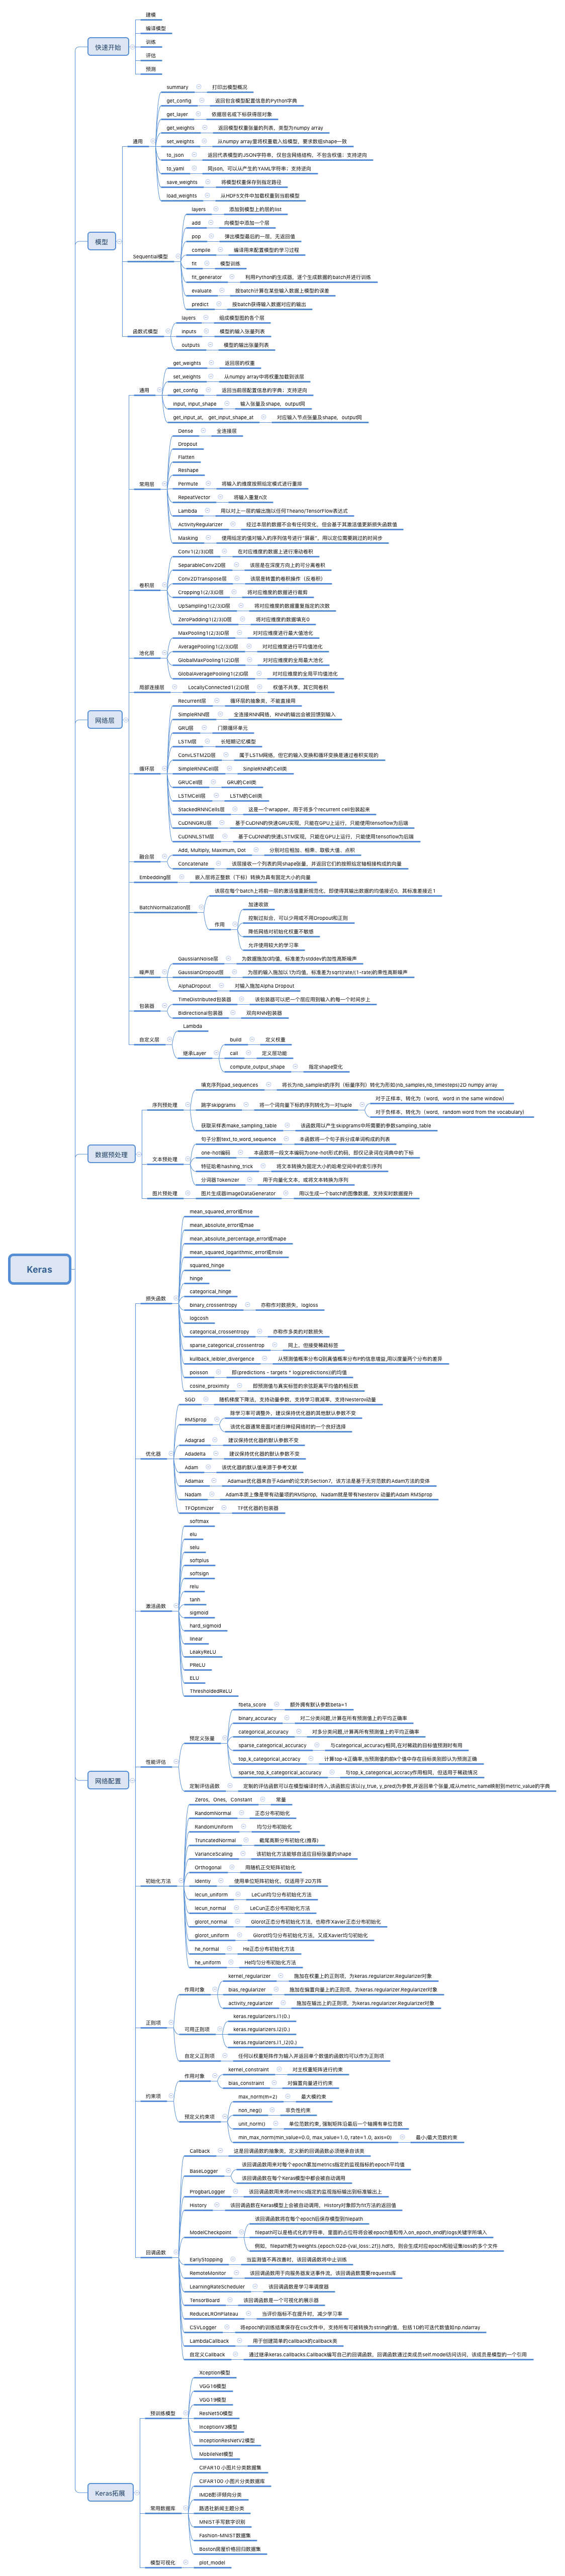 快速开始
建模
编译模型
训练
评估
预测
模型
通用
summary 打印出模型概况
get_config 返回包含模型配置信息的Python字典
get_layer 依据层名或下标获得层对象
get_weights 返回模型权重张量的列表，类型为numpy array
set_weights 从numpy array里将权重载入给模型，要求数组shape一致
to_json 返回代表模型的JSON字符串，仅包含网络结构，不包含权值；支持逆向
to_yaml 同json，可以从产生的YAML字符串；支持逆向
save_weights 将模型权重保存到指定路径
load_weights 从HDF5文件中加载权重到当前模型
Sequential模型
layers 添加到模型上的层的list
add 向模型中添加一个层
pop 弹出模型最后的一层，无返回值
compile 编译用来配置模型的学习过程
fit 模型训练
fit_generator 利用Python的生成器，逐个生成数据的batch并进行训练
evaluate 按batch计算在某些输入数据上模型的误差
predict 按batch获得输入数据对应的输出
函数式模型
layers 组成模型图的各个层
inputs 模型的输入张量列表
outputs 模型的输出张量列表
网络层
通用
get_weights 返回层的权重
set_weights 从numpy array中将权重加载到该层
get_config 返回当前层配置信息的字典；支持逆向
input, input_shape 输入张量及shape，output同
get_input_at， get_input_shape_at 对应输入节点张量及shape，output同
常用层
Dense 全连接层
Dropout
Flatten
Reshape
Permute 将输入的维度按照给定模式进行重排
RepeatVector 将输入重复n次
Lambda 用以对上一层的输出施以任何Theano/TensorFlow表达式
ActivityRegularizer 经过本层的数据不会有任何变化，但会基于其激活值更新损失函数值
Masking 使用给定的值对输入的序列信号进行“屏蔽”，用以定位需要跳过的时间步
卷积层
Conv1(2/3)D层 在对应维度的数据上进行滑动卷积
SeparableConv2D层 该层是在深度方向上的可分离卷积
Conv2DTranspose层 该层是转置的卷积操作（反卷积）
Cropping1(2/3)D层 将对应维度的数据进行裁剪
UpSampling1(2/3)D层 将对应维度的数据重复指定的次数
ZeroPadding1(2/3)D层 将对应维度的数据填充0
池化层
MaxPooling1(2/3)D层 对对应维度进行最大值池化
AveragePooling1(2/3)D层 对对应维度进行平均值池化
GlobalMaxPooling1(2)D层 对对应维度的全局最大池化
GlobalAveragePooling1(2)D层 对对应维度的全局平均值池化
局部连接层
LocallyConnected1(2)D层 权值不共享，其它同卷积
循环层
Recurrent层 循环层的抽象类，不能直接用
SimpleRNN层 全连接RNN网络，RNN的输出会被回馈到输入
GRU层 门限循环单元
LSTM层 长短期记忆模型
ConvLSTM2D层 属于LSTM网络，但它的输入变换和循环变换是通过卷积实现的
SimpleRNNCell层 SinpleRNN的Cell类
GRUCell层 GRU的Cell类
LSTMCell层 LSTM的Cell类
StackedRNNCells层 这是一个wrapper，用于将多个recurrent cell包装起来
CuDNNGRU层 基于CuDNN的快速GRU实现，只能在GPU上运行，只能使用tensoflow为后端
CuDNNLSTM层 基于CuDNN的快速LSTM实现，只能在GPU上运行，只能使用tensoflow为后端
融合层
Add, Multiply, Maximum, Dot 分别对应相加、相乘、取极大值、点积
Concatenate 该层接收一个列表的同shape张量，并返回它们的按照给定轴相接构成的向量
Embedding层 嵌入层将正整数（下标）转换为具有固定大小的向量
BatchNormalization层
该层在每个batch上将前一层的激活值重新规范化，即使得其输出数据的均值接近0，其标准差接近1
作用
加速收敛
控制过拟合，可以少用或不用Dropout和正则
降低网络对初始化权重不敏感
允许使用较大的学习率
噪声层
GaussianNoise层 为数据施加0均值，标准差为stddev的加性高斯噪声
GaussianDropout层 为层的输入施加以1为均值，标准差为sqrt(rate/(1-rate)的乘性高斯噪声
AlphaDropout 对输入施加Alpha Dropout
包装器
TimeDistributed包装器 该包装器可以把一个层应用到输入的每一个时间步上
Bidirectional包装器 双向RNN包装器
自定义层
Lambda
继承Layer
build 定义权重
call 定义层功能
compute_output_shape 指定shape变化
数据预处理
序列预处理
填充序列pad_sequences 将长为nb_samples的序列（标量序列）转化为形如(nb_samples,nb_timesteps)2D numpy array
跳字skipgrams 将一个词向量下标的序列转化为一对tuple
对于正样本，转化为（word，word in the same window）
对于负样本，转化为（word，random word from the vocabulary）
获取采样表make_sampling_table 该函数用以产生skipgrams中所需要的参数sampling_table
文本预处理
句子分割text_to_word_sequence 本函数将一个句子拆分成单词构成的列表
one-hot编码 本函数将一段文本编码为one-hot形式的码，即仅记录词在词典中的下标
特征哈希hashing_trick 将文本转换为固定大小的哈希空间中的索引序列
分词器Tokenizer 用于向量化文本，或将文本转换为序列
图片预处理
图片生成器ImageDataGenerator 用以生成一个batch的图像数据，支持实时数据提升
Keras
网络配置
损失函数
mean_squared_error或mse
mean_absolute_error或mae
mean_absolute_percentage_error或mape
mean_squared_logarithmic_error或msle
squared_hinge
hinge
categorical_hinge
binary_crossentropy 亦称作对数损失，logloss
logcosh
categorical_crossentropy 亦称作多类的对数损失
sparse_categorical_crossentrop 同上，但接受稀疏标签
kullback_leibler_divergence 从预测值概率分布Q到真值概率分布P的信息增益,用以度量两个分布的差异
poisson 即(predictions - targets * log(predictions))的均值
cosine_proximity 即预测值与真实标签的余弦距离平均值的相反数
优化器
SGD 随机梯度下降法，支持动量参数，支持学习衰减率，支持Nesterov动量
RMSprop
除学习率可调整外，建议保持优化器的其他默认参数不变
该优化器通常是面对递归神经网络时的一个良好选择
Adagrad 建议保持优化器的默认参数不变
Adadelta 建议保持优化器的默认参数不变
Adam 该优化器的默认值来源于参考文献
Adamax Adamax优化器来自于Adam的论文的Section7，该方法是基于无穷范数的Adam方法的变体
Nadam Adam本质上像是带有动量项的RMSprop，Nadam就是带有Nesterov 动量的Adam RMSprop
TFOptimizer TF优化器的包装器
激活函数
softmax
elu
selu
softplus
softsign
relu
tanh
sigmoid
hard_sigmoid
linear
LeakyReLU
PReLU
ELU
ThresholdedReLU
性能评估
预定义张量
fbeta_score 额外拥有默认参数beta=1
binary_accuracy 对二分类问题,计算在所有预测值上的平均正确率
categorical_accuracy 对多分类问题,计算再所有预测值上的平均正确率
sparse_categorical_accuracy 与categorical_accuracy相同,在对稀疏的目标值预测时有用
top_k_categorical_accracy 计算top-k正确率,当预测值的前k个值中存在目标类别即认为预测正确
sparse_top_k_categorical_accuracy 与top_k_categorical_accracy作用相同，但适用于稀疏情况
定制评估函数 定制的评估函数可以在模型编译时传入,该函数应该以(y_true, y_pred)为参数,并返回单个张量,或从metric_name映射到metric_value的字典
初始化方法
Zeros，Ones，Constant 常量
RandomNormal 正态分布初始化
RandomUniform 均匀分布初始化
TruncatedNormal 截尾高斯分布初始化(推荐)
VarianceScaling 该初始化方法能够自适应目标张量的shape
Orthogonal 用随机正交矩阵初始化
Identiy 使用单位矩阵初始化，仅适用于2D方阵
lecun_uniform LeCun均匀分布初始化方法
lecun_normal LeCun正态分布初始化方法
glorot_normal Glorot正态分布初始化方法，也称作Xavier正态分布初始化
glorot_uniform Glorot均匀分布初始化方法，又成Xavier均匀初始化
he_normal He正态分布初始化方法
he_uniform He均匀分布初始化方法
正则项
作用对象
kernel_regularizer 施加在权重上的正则项，为keras.regularizer.Regularizer对象
bias_regularizer 施加在偏置向量上的正则项，为keras.regularizer.Regularizer对象
activity_regularizer 施加在输出上的正则项，为keras.regularizer.Regularizer对象
可用正则项
keras.regularizers.l1(0.)
keras.regularizers.l2(0.)
keras.regularizers.l1_l2(0.)
自定义正则项 任何以权重矩阵作为输入并返回单个数值的函数均可以作为正则项
约束项
作用对象
kernel_constraint 对主权重矩阵进行约束
bias_constraint 对偏置向量进行约束
预定义约束项
max_norm(m=2) 最大模约束
non_neg() 非负性约束
unit_norm() 单位范数约束, 强制矩阵沿最后一个轴拥有单位范数
min_max_norm(min_value=0.0, max_value=1.0, rate=1.0, axis=0) 最小/最大范数约束
回调函数
Callback 这是回调函数的抽象类，定义新的回调函数必须继承自该类
BaseLogger
该回调函数用来对每个epoch累加metrics指定的监视指标的epoch平均值
该回调函数在每个Keras模型中都会被自动调用
ProgbarLogger 该回调函数用来将metrics指定的监视指标输出到标准输出上
History 该回调函数在Keras模型上会被自动调用，History对象即为fit方法的返回值
ModelCheckpoint
该回调函数将在每个epoch后保存模型到filepath
filepath可以是格式化的字符串，里面的占位符将会被epoch值和传入on_epoch_end的logs关键字所填入
例如，filepath若为weights.{epoch:02d-{val_loss:.2f}}.hdf5，则会生成对应epoch和验证集loss的多个文件
EarlyStopping 当监测值不再改善时，该回调函数将中止训练
RemoteMonitor 该回调函数用于向服务器发送事件流，该回调函数需要requests库
LearningRateScheduler 该回调函数是学习率调度器
TensorBoard 该回调函数是一个可视化的展示器
ReduceLROnPlateau 当评价指标不在提升时，减少学习率
CSVLogger 将epoch的训练结果保存在csv文件中，支持所有可被转换为string的值，包括1D的可迭代数值如np.ndarray
LambdaCallback 用于创建简单的callback的callback类
自定义Callback 通过继承keras.callbacks.Callback编写自己的回调函数，回调函数通过类成员self.model访问访问，该成员是模型的一个引用
Keras拓展
预训练模型
Xception模型
VGG16模型
VGG19模型
ResNet50模型
InceptionV3模型
InceptionResNetV2模型
MobileNet模型
常用数据库
CIFAR10 小图片分类数据集
CIFAR100 小图片分类数据库
IMDB影评倾向分类
路透社新闻主题分类
MNIST手写数字识别
Fashion-MNIST数据集
Boston房屋价格回归数据集
模型可视化
plot_model